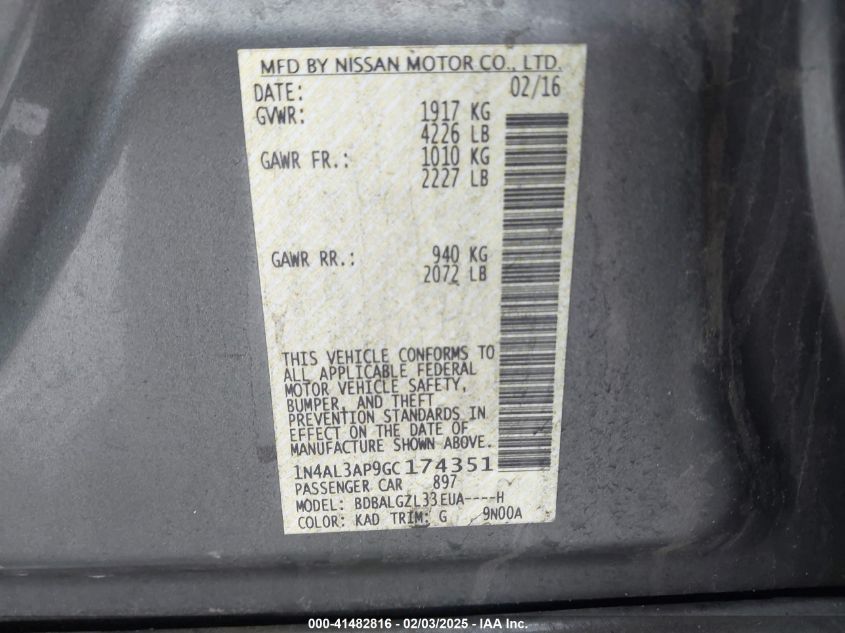 MFD BY NISSAN MOTOR CO., LTD.
DATE: 02/16
GVWR: 1917 KG
4226 LB
GAWR FR.: 1010 KG
2227 LB
GAWR RR.: 940 KG
2072 LB
THIS VEHICLE CONFORMS TO
ALL APPLICABLE FEDERAL
MOTOR VEHICLE SAFETY,
BUMPER, AND THEFT
PREVENTION STANDARDS IN
EFFECT ON THE DATE OF
MANUFACTURE SHOWN ABOVE.
1N4AL3AP9GC174351
PASSENGER CAR 897
MODEL: BDBALGZL33EUA----H
COLOR: KAD TRIM: G 9N00A
000-41482816 - 02/03/2025 - IAA Inc.